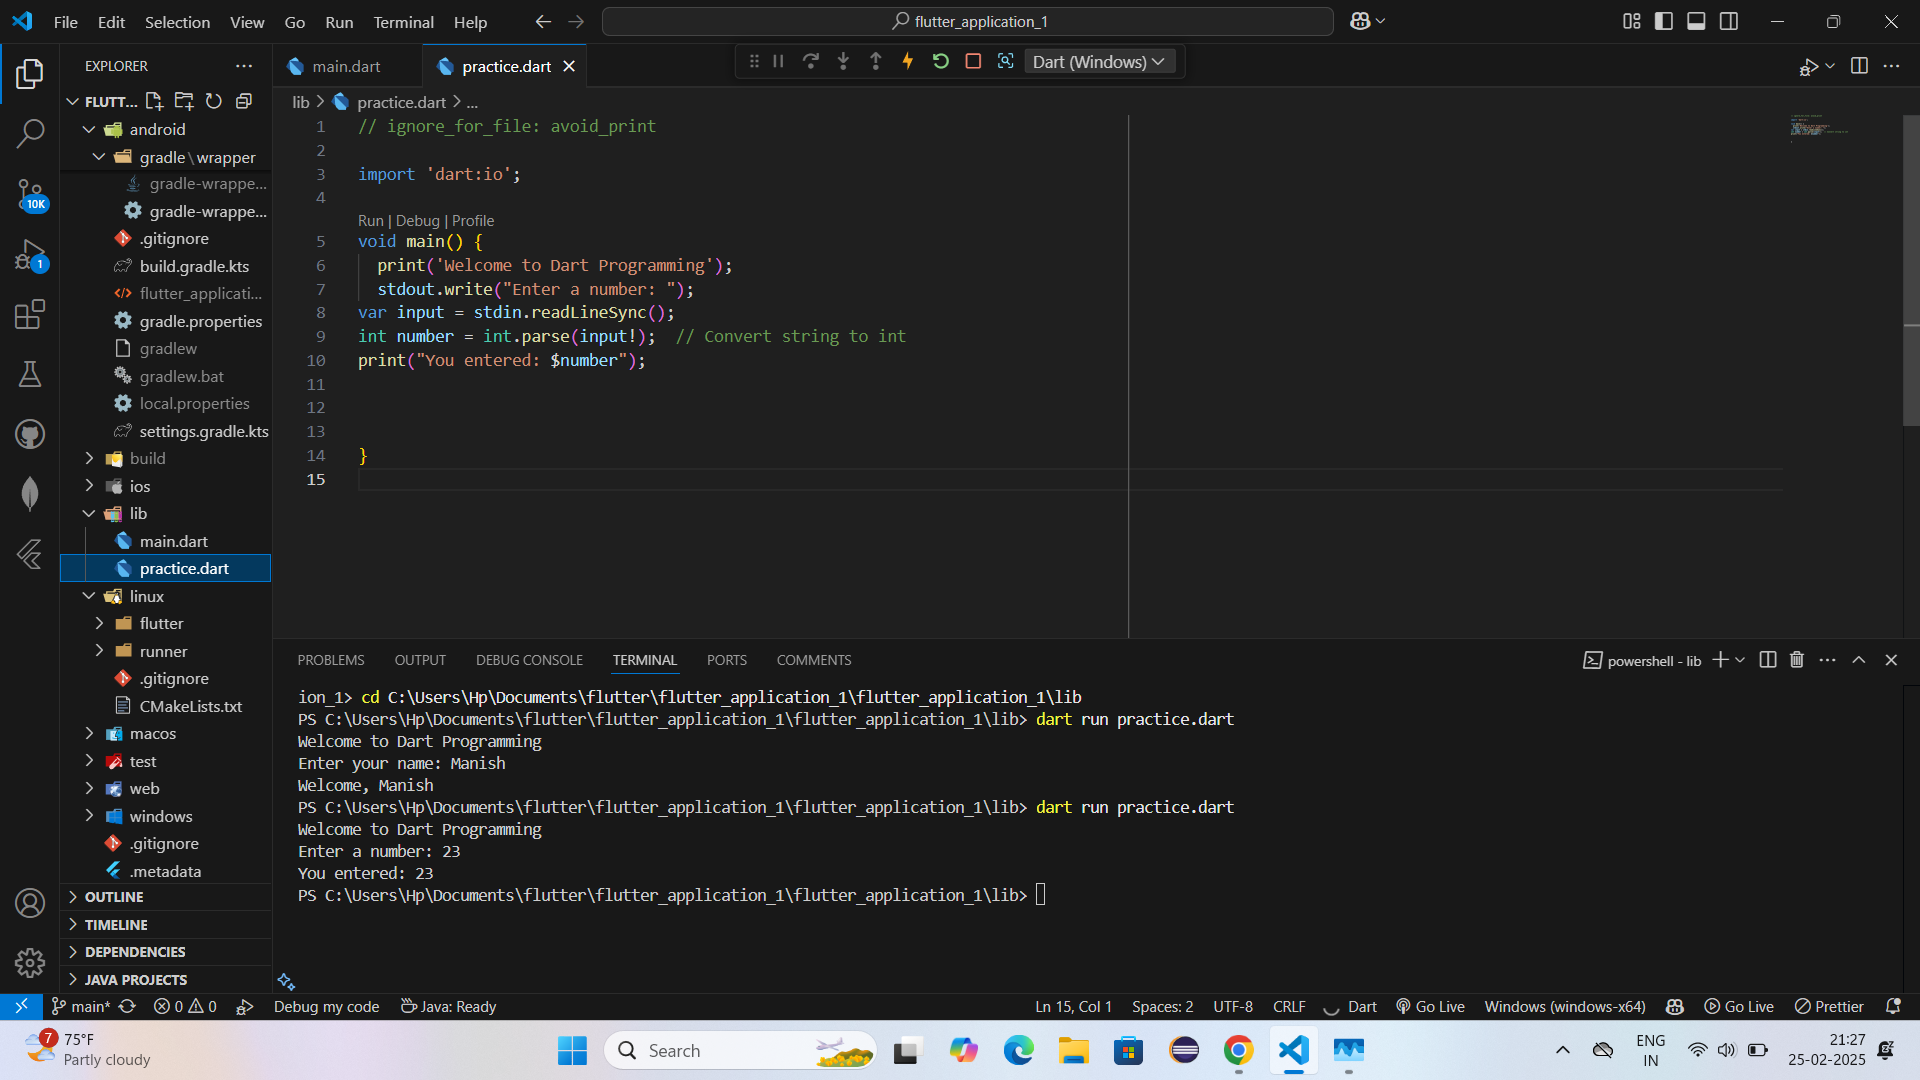 File Edit Selection View Go Run Terminal Help
flutter_application_1
EXPLORER
main.dart
practice.dart
Dart (Windows)
FLUTT...
lib > practice.dart > ...
android
gradle\wrapper
gradle-wrappe...
gradle-wrappe...
.gitignore
build.gradle.kts
flutter_applicati...
gradle.properties
gradlew
gradlew.bat
local.properties
settings.gradle.kts
build
ios
lib
main.dart
practice.dart
linux
flutter
runner
.gitignore
CMakeLists.txt
macos
test
web
windows
.gitignore
.metadata
OUTLINE
TIMELINE
DEPENDENCIES
JAVA PROJECTS
10K
1
1 // ignore_for_file: avoid_print
2
3 import 'dart:io';
4
Run | Debug | Profile
5 void main() {
6 print('Welcome to Dart Programming');
7 stdout.write("Enter a number: ");
8 var input = stdin.readLineSync();
9 int number = int.parse(input!); // Convert string to int
10 print("You entered: $number");
11
12
13
14 }
15
PROBLEMS OUTPUT DEBUG CONSOLE TERMINAL PORTS COMMENTS
powershell - lib
ion_1> cd C:\Users\Hp\Documents\flutter\flutter_application_1\flutter_application_1\lib
PS C:\Users\Hp\Documents\flutter\flutter_application_1\flutter_application_1\lib> dart run practice.dart
Welcome to Dart Programming
Enter your name: Manish
Welcome, Manish
PS C:\Users\Hp\Documents\flutter\flutter_application_1\flutter_application_1\lib> dart run practice.dart
Welcome to Dart Programming
Enter a number: 23
You entered: 23
PS C:\Users\Hp\Documents\flutter\flutter_application_1\flutter_application_1\lib>
main* 0 0 Debug my code Java: Ready
Ln 15, Col 1 Spaces: 2 UTF-8 CRLF Dart Go Live Windows (windows-x64) Go Live Prettier
7
75°F
Partly cloudy
Search
ENG
IN
21:27
25-02-2025